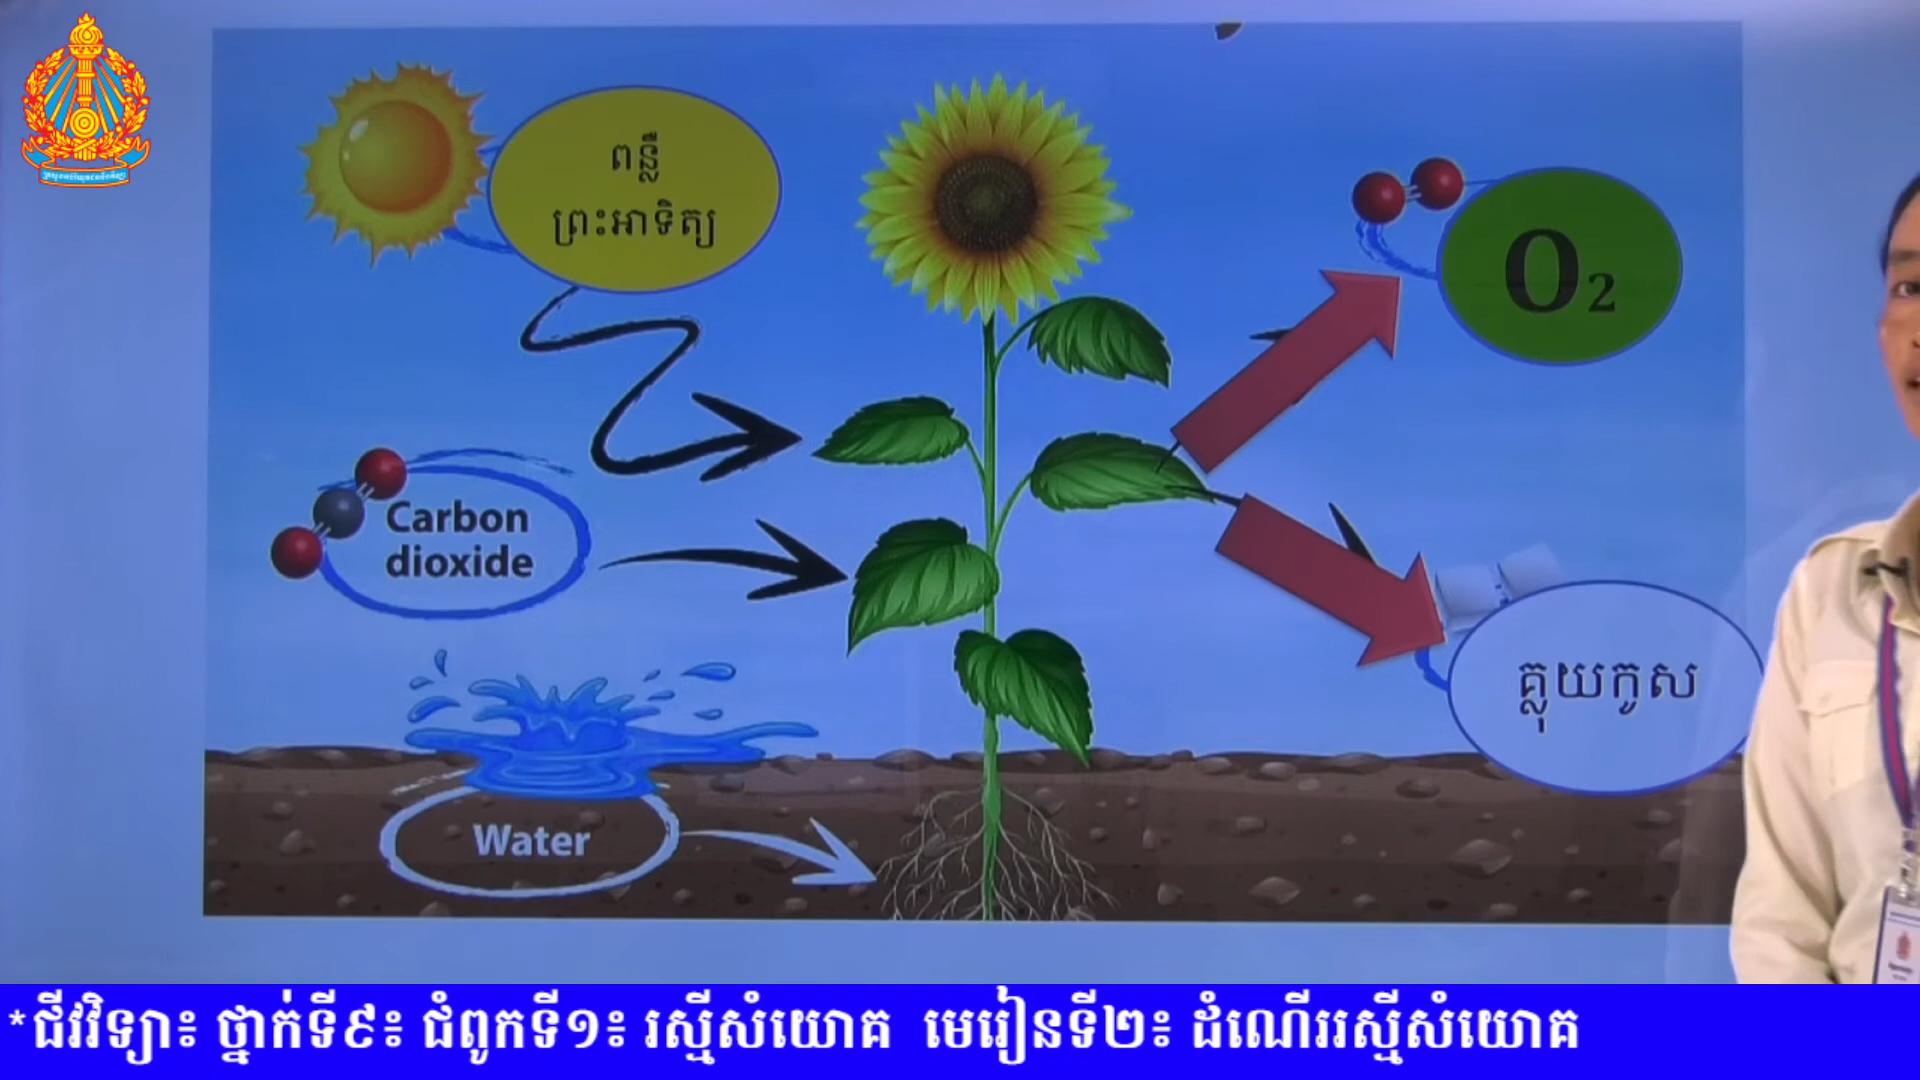 ពន្លឺ
ព្រះអាទិត្យ
O₂
Carbon
dioxide
គ្លុយកូស
Water
*ជីវវិទ្យា៖ ថ្នាក់ទី៩៖ ជំពូកទី១៖ រស្មីសំយោគ មេរៀនទី២៖ ដំណើររស្មីសំយោគ